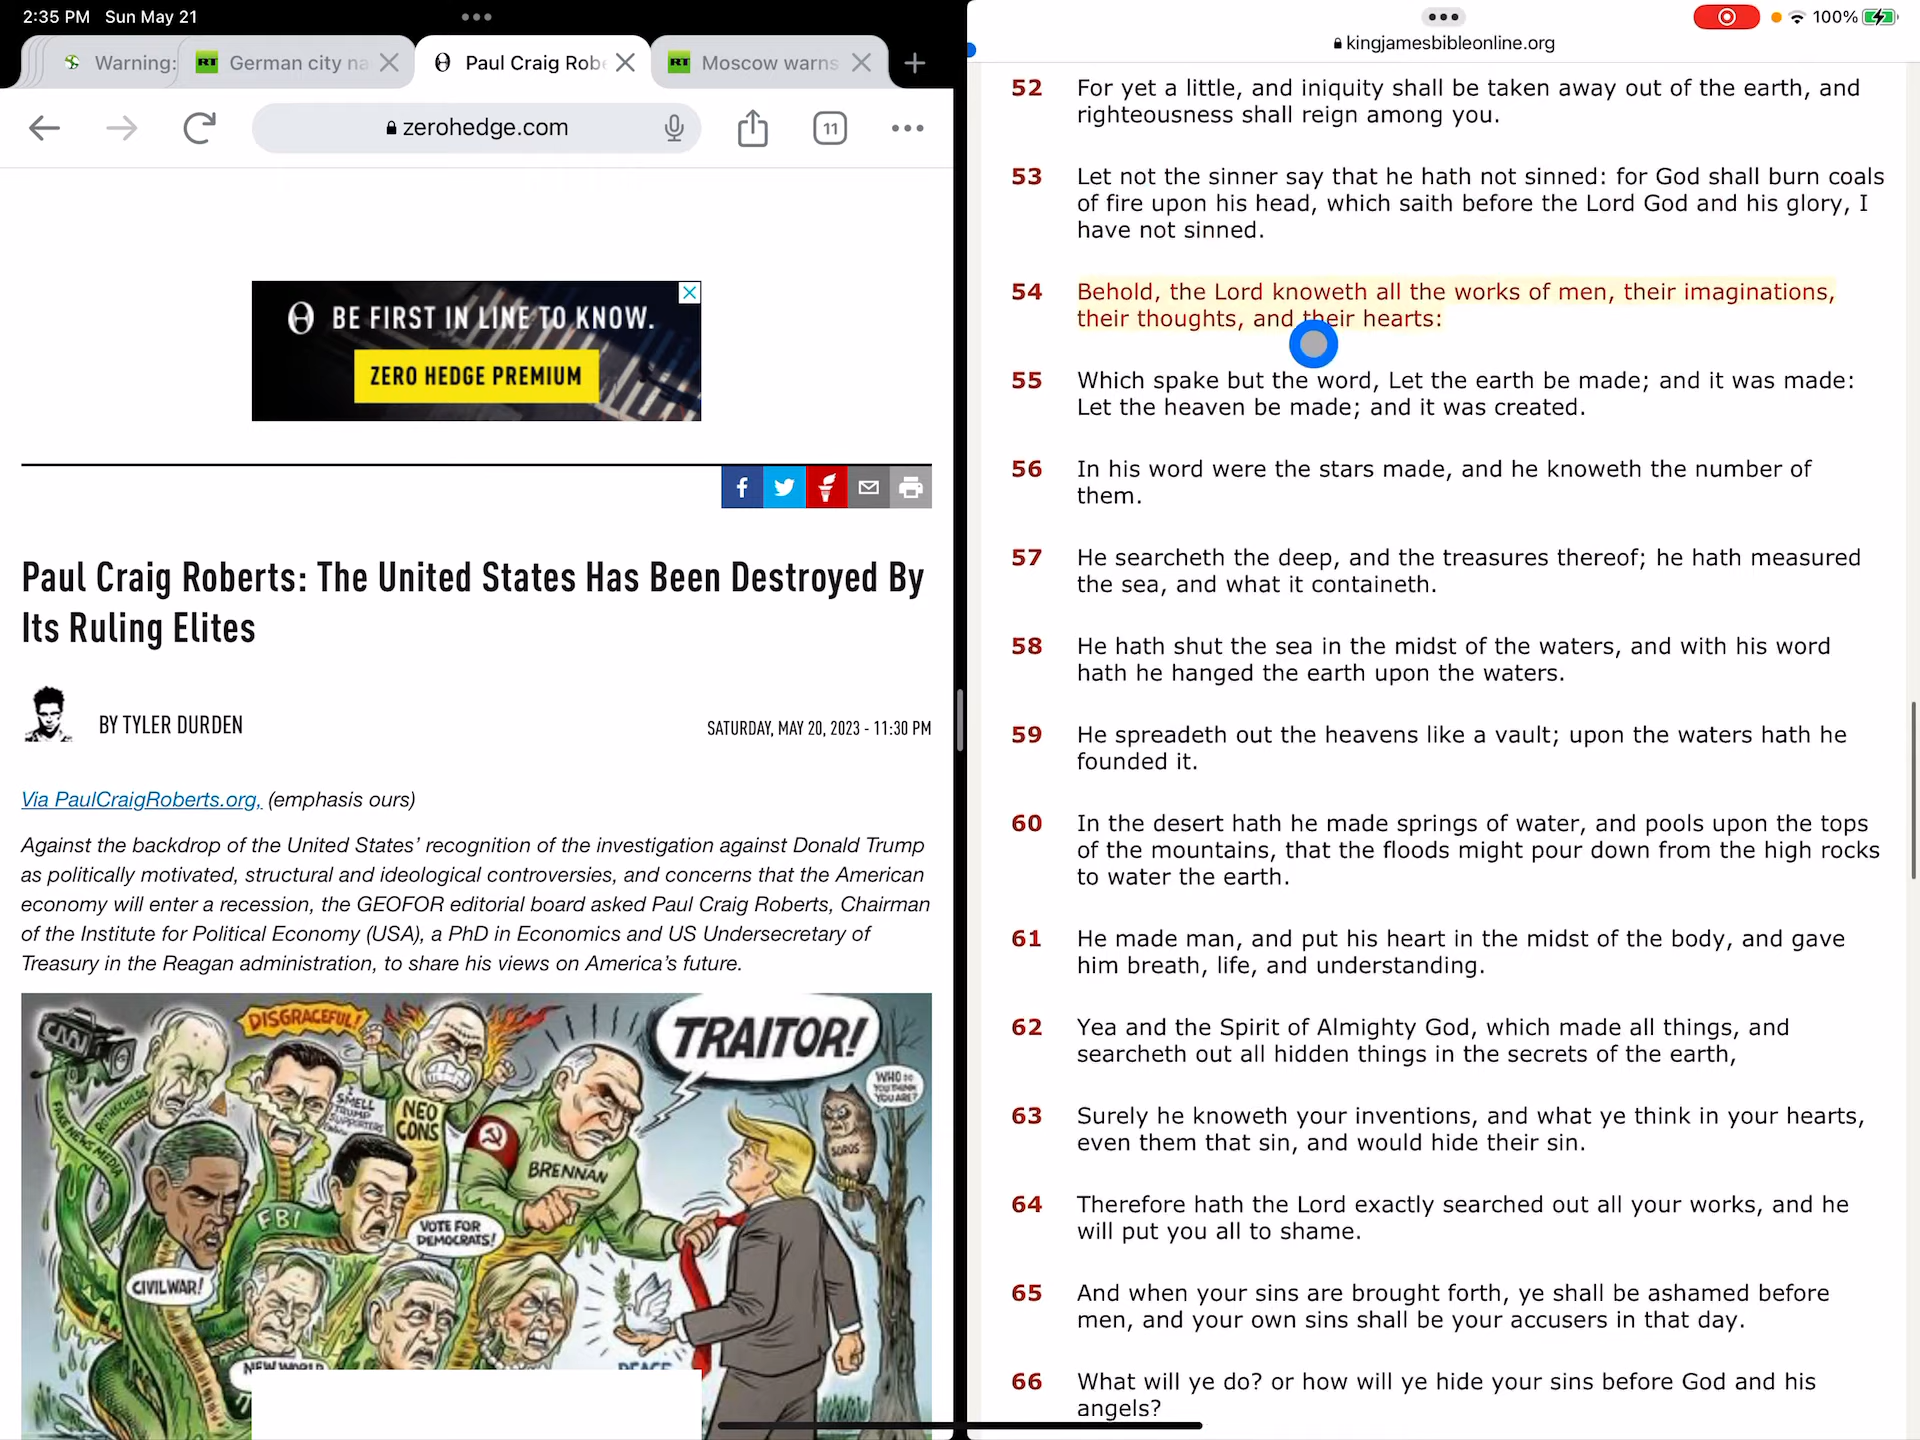 2:35 PM Sun May 21
100%
Warning:
RT German city na
Paul Craig Rob
RT Moscow warns
zerohedge.com
11
BE FIRST IN LINE TO KNOW.
ZERO HEDGE PREMIUM
Paul Craig Roberts: The United States Has Been Destroyed By
Its Ruling Elites
BY TYLER DURDEN
SATURDAY, MAY 20, 2023 - 11:30 PM
Via PaulCraigRoberts.org, (emphasis ours)
Against the backdrop of the United States’ recognition of the investigation against Donald Trump
as politically motivated, structural and ideological controversies, and concerns that the American
economy will enter a recession, the GEOFOR editorial board asked Paul Craig Roberts, Chairman
of the Institute for Political Economy (USA), a PhD in Economics and US Undersecretary of
Treasury in the Reagan administration, to share his views on America’s future.
CNN
DISGRACEFUL!
TRAITOR!
WHO DO
YOU THINK
YOU ARE?
FAKE NEWS MEDIA
ROTHSCHILDS
SMELL
TRUMP
SUPPORTERS
NEO
CONS
BRENNAN
SOROS
FBI
VOTE FOR
DEMOCRATS!
CIVIL WAR!
NEW WORLD
PEACE
kingjamesbibleonline.org
52 For yet a little, and iniquity shall be taken away out of the earth, and
righteousness shall reign among you.
53 Let not the sinner say that he hath not sinned: for God shall burn coals
of fire upon his head, which saith before the Lord God and his glory, I
have not sinned.
54 Behold, the Lord knoweth all the works of men, their imaginations,
their thoughts, and their hearts:
55 Which spake but the word, Let the earth be made; and it was made:
Let the heaven be made; and it was created.
56 In his word were the stars made, and he knoweth the number of
them.
57 He searcheth the deep, and the treasures thereof; he hath measured
the sea, and what it containeth.
58 He hath shut the sea in the midst of the waters, and with his word
hath he hanged the earth upon the waters.
59 He spreadeth out the heavens like a vault; upon the waters hath he
founded it.
60 In the desert hath he made springs of water, and pools upon the tops
of the mountains, that the floods might pour down from the high rocks
to water the earth.
61 He made man, and put his heart in the midst of the body, and gave
him breath, life, and understanding.
62 Yea and the Spirit of Almighty God, which made all things, and
searcheth out all hidden things in the secrets of the earth,
63 Surely he knoweth your inventions, and what ye think in your hearts,
even them that sin, and would hide their sin.
64 Therefore hath the Lord exactly searched out all your works, and he
will put you all to shame.
65 And when your sins are brought forth, ye shall be ashamed before
men, and your own sins shall be your accusers in that day.
66 What will ye do? or how will ye hide your sins before God and his
angels?